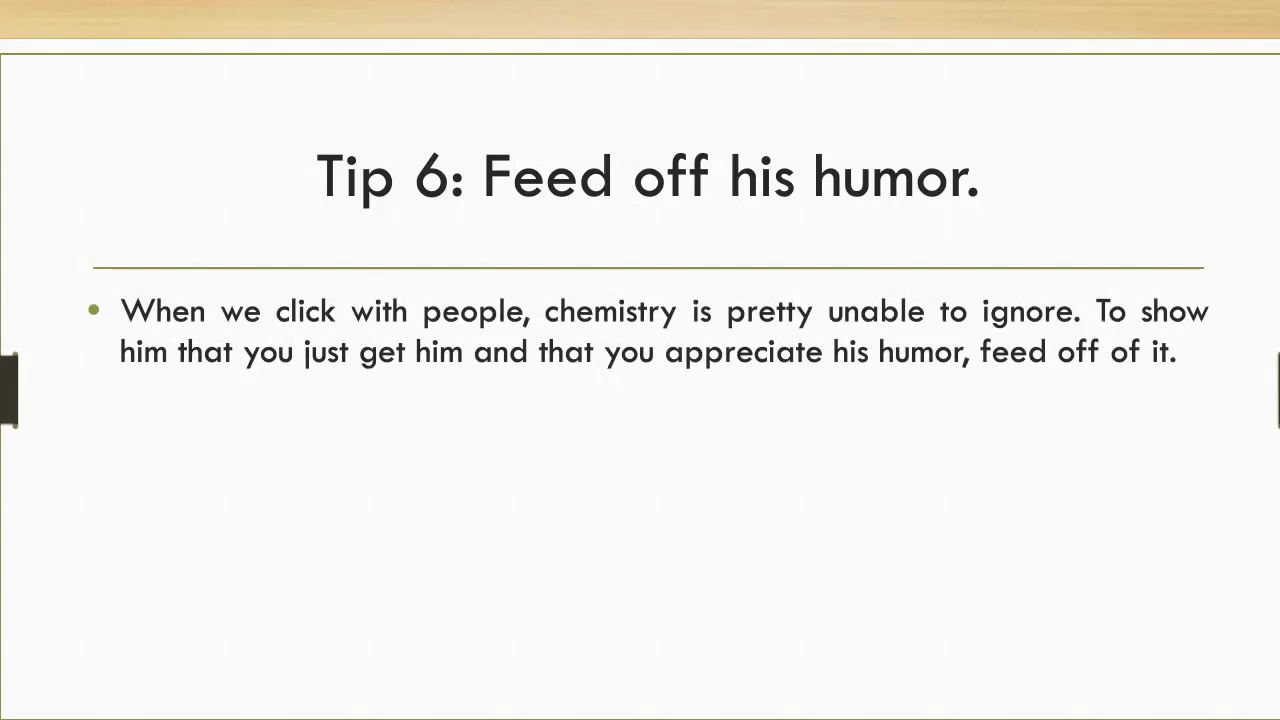 Tip 6: Feed off his humor.
When we click with people, chemistry is pretty unable to ignore. To show
him that you just get him and that you appreciate his humor, feed off of it.